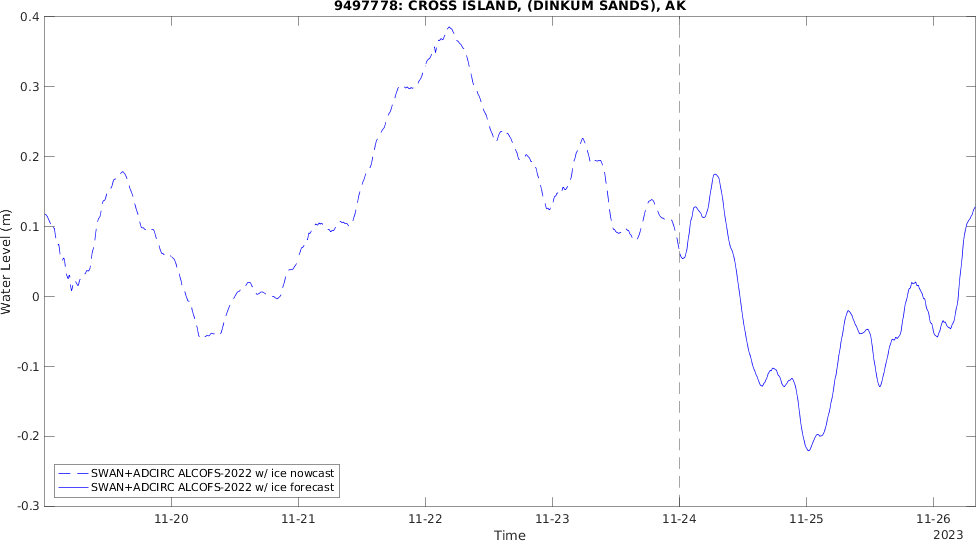 9497778: CROSS ISLAND, (DINKUM SANDS), AK
0.4
0.3
0.2
0.1
0
-0.1
-0.2
-0.3
Water Level (m)
SWAN+ADCIRC ALCOFS-2022 w/ ice nowcast
SWAN+ADCIRC ALCOFS-2022 w/ ice forecast
11-20 11-21 11-22 11-23 11-24 11-25 11-26
Time
2023